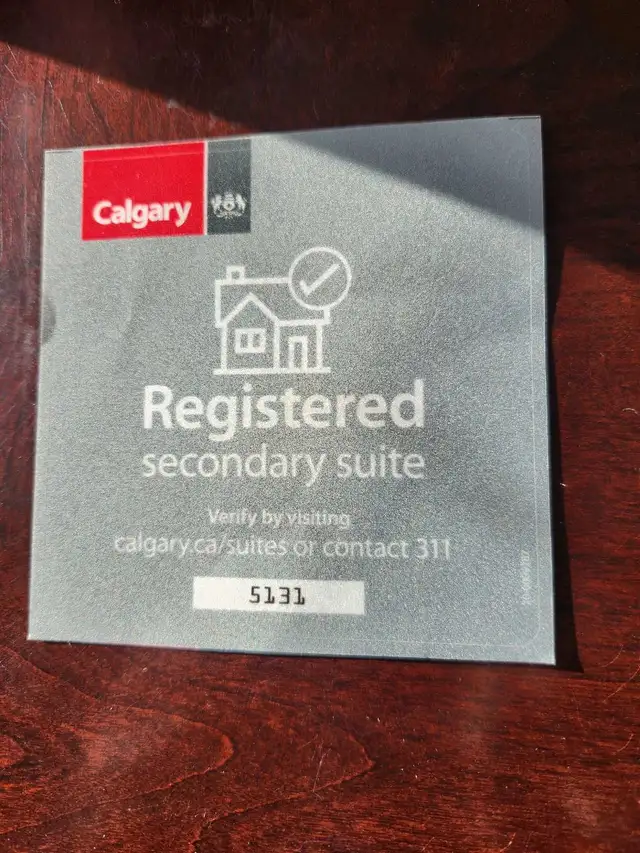 Calgary
Registered
secondary suite
Verify by visiting
calgary.ca/suites or contact 311
5131